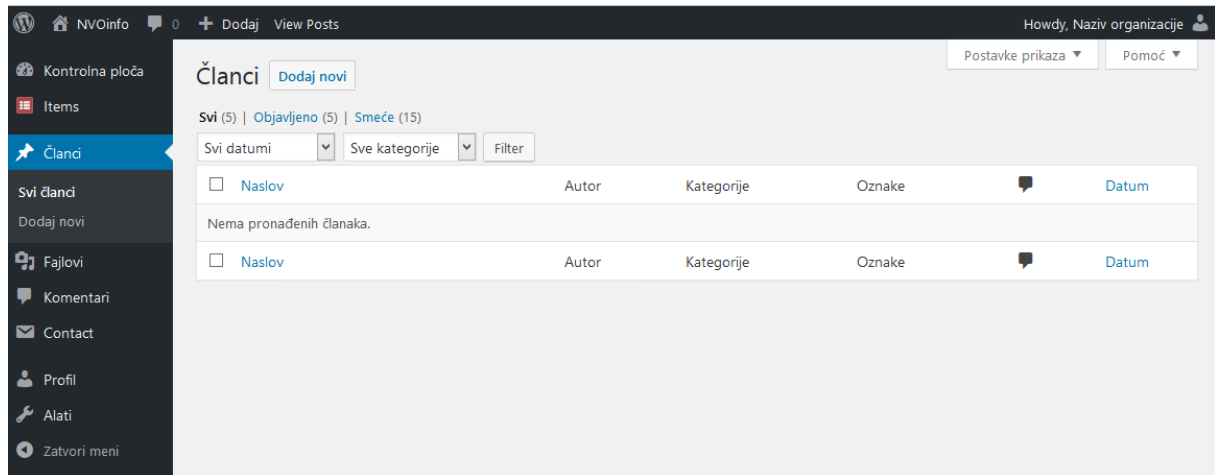 NVOinfo 0 + Dodaj View Posts Howdy, Naziv organizacije
Postavke prikaza ▼ Pomoć ▼
Kontrolna ploča
Items
Članci
Svi članci
Dodaj novi
Fajlovi
Komentari
Contact
Profil
Alati
Zatvori meni
Članci Dodaj novi
Svi (5) | Objavljeno (5) | Smeće (15)
Svi datumi Sve kategorije Filter
Naslov Autor Kategorije Oznake Datum
Nema pronađenih članaka.
Naslov Autor Kategorije Oznake Datum